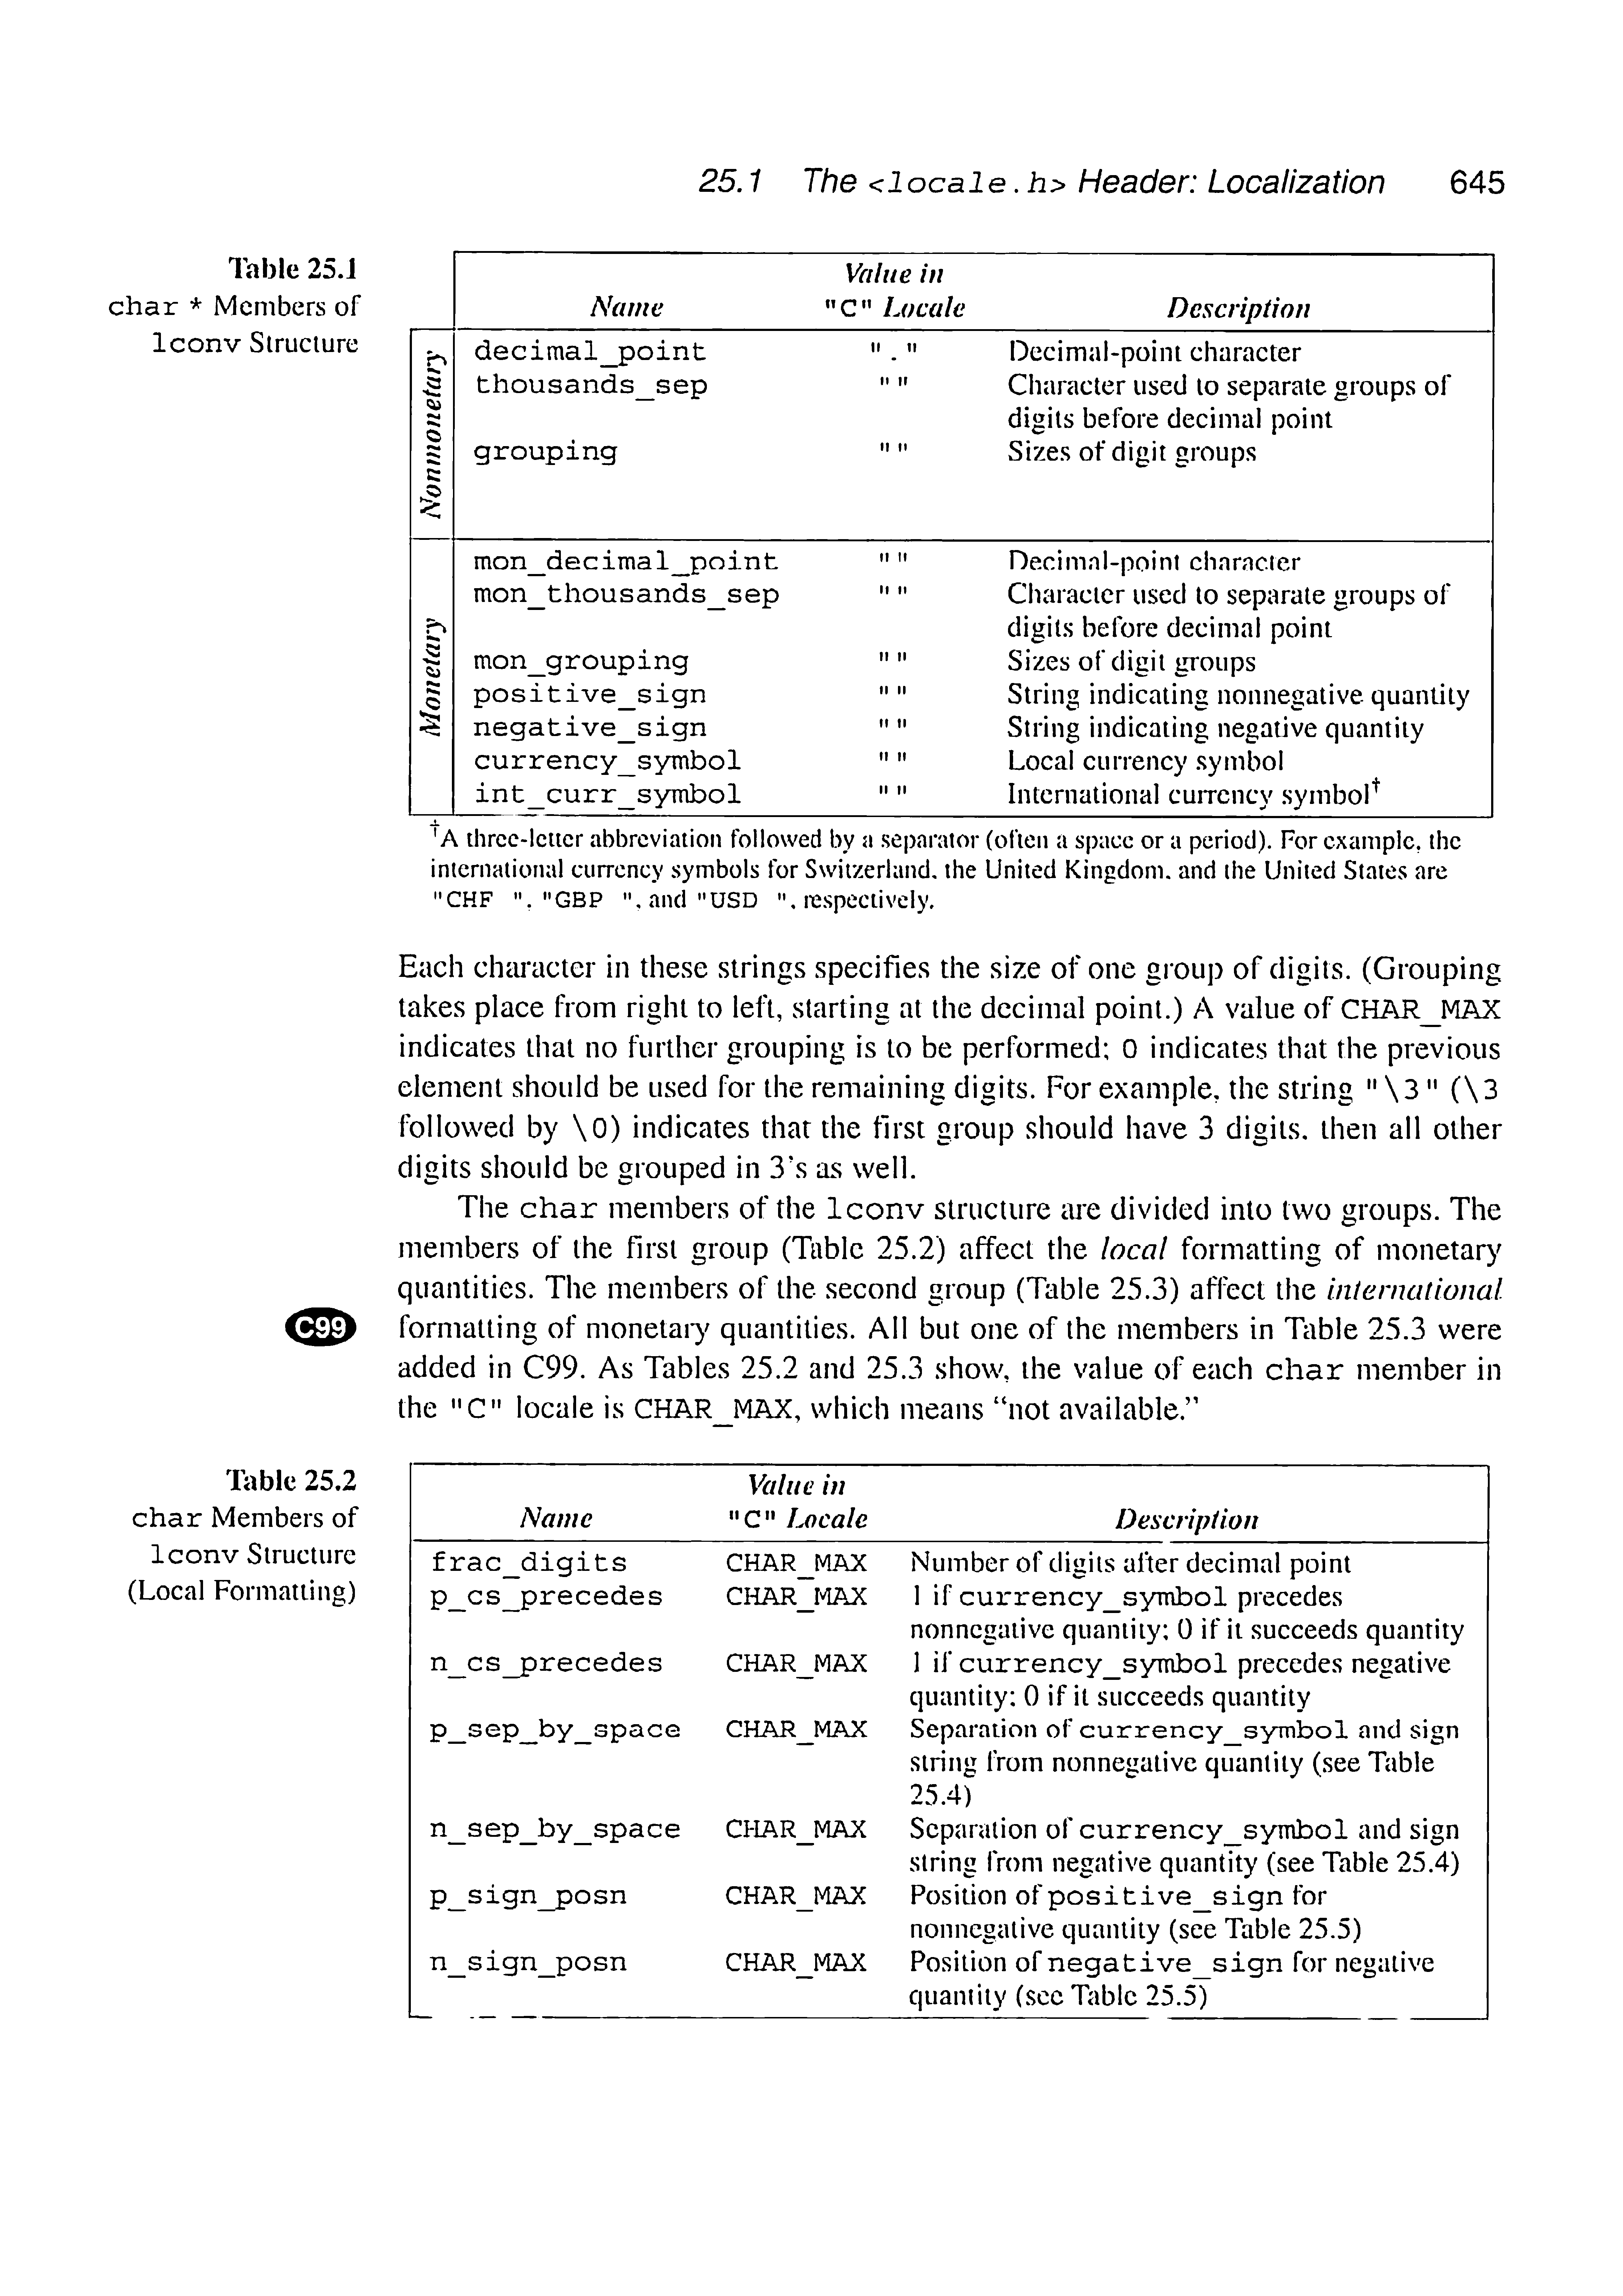 25.1 The <locale.h> Header: Localization 645
Table 25.1
char * Members of
lconv Structure
Name
Value in
"C" Locale
Description
Nonmonetary
decimal_point "." Decimal-point character
thousands_sep "" Character used to separate groups of
digits before decimal point
grouping "" Sizes of digit groups
Monetary
mon_decimal_point "" Decimal-point character
mon_thousands_sep "" Character used to separate groups of
digits before decimal point
mon_grouping "" Sizes of digit groups
positive_sign "" String indicating nonnegative quantity
negative_sign "" String indicating negative quantity
currency_symbol "" Local currency symbol
int_curr_symbol "" International currency symbol†
†A three-letter abbreviation followed by a separator (often a space or a period). For example, the
international currency symbols for Switzerland, the United Kingdom, and the United States are
"CHF ", "GBP ", and "USD ", respectively.
Each character in these strings specifies the size of one group of digits. (Grouping
takes place from right to left, starting at the decimal point.) A value of CHAR_MAX
indicates that no further grouping is to be performed; 0 indicates that the previous
element should be used for the remaining digits. For example, the string "\3" (\3
followed by \0) indicates that the first group should have 3 digits, then all other
digits should be grouped in 3's as well.
The char members of the lconv structure are divided into two groups. The
members of the first group (Table 25.2) affect the local formatting of monetary
quantities. The members of the second group (Table 25.3) affect the international
C99 formatting of monetary quantities. All but one of the members in Table 25.3 were
added in C99. As Tables 25.2 and 25.3 show, the value of each char member in
the "C" locale is CHAR_MAX, which means “not available.”
Table 25.2
char Members of
lconv Structure
(Local Formatting)
Name
Value in
"C" Locale
Description
frac_digits CHAR_MAX Number of digits after decimal point
p_cs_precedes CHAR_MAX 1 if currency_symbol precedes
nonnegative quantity; 0 if it succeeds quantity
n_cs_precedes CHAR_MAX 1 if currency_symbol precedes negative
quantity; 0 if it succeeds quantity
p_sep_by_space CHAR_MAX Separation of currency_symbol and sign
string from nonnegative quantity (see Table
25.4)
n_sep_by_space CHAR_MAX Separation of currency_symbol and sign
string from negative quantity (see Table 25.4)
p_sign_posn CHAR_MAX Position of positive_sign for
nonnegative quantity (see Table 25.5)
n_sign_posn CHAR_MAX Position of negative_sign for negative
quantity (see Table 25.5)